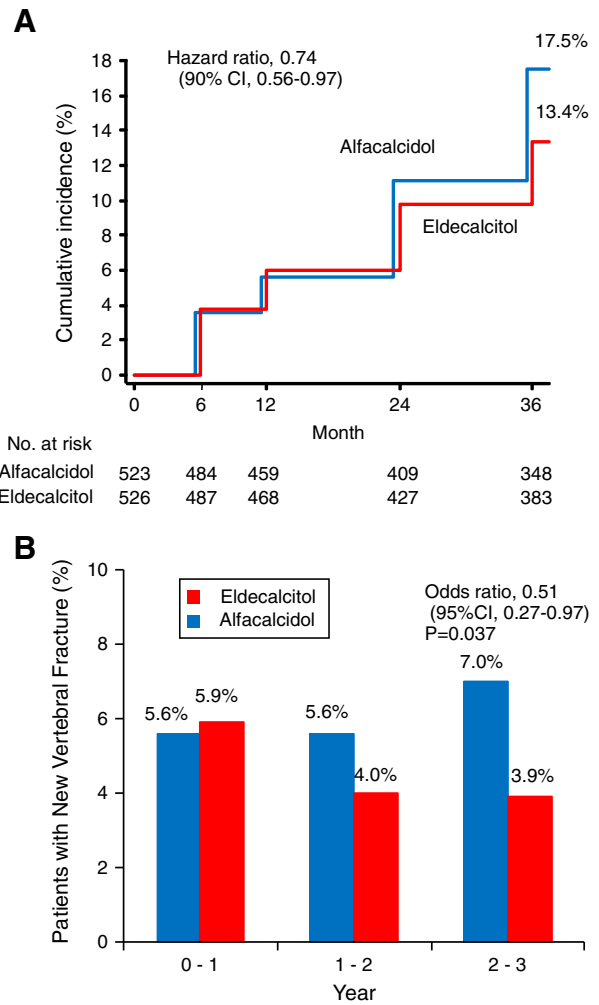 A
17.5%
Hazard ratio, 0.74
(90% CI, 0.56-0.97)
13.4%
Alfacalcidol
Eldecalcitol
Cumulative incidence (%)
18
16
14
12
10
8
6
4
2
0
0 6 12 24 36
Month
No. at risk
Alfacalcidol 523 484 459 409 348
Eldecalcitol 526 487 468 427 383
B
Patients with New Vertebral Fracture (%)
10
8
6
4
2
0
Eldecalcitol
Alfacalcidol
Odds ratio, 0.51
(95%CI, 0.27-0.97)
P=0.037
5.6% 5.9% 5.6% 4.0% 7.0% 3.9%
0 - 1 1 - 2 2 - 3
Year